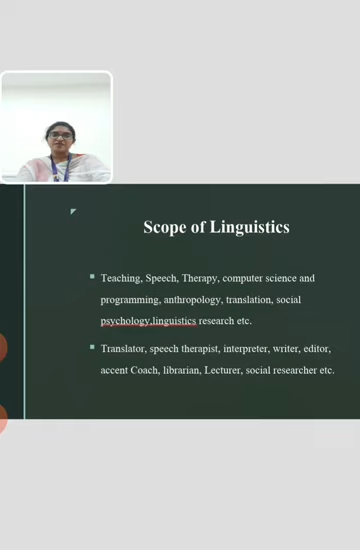 Scope of Linguistics
Teaching, Speech, Therapy, computer science and
programming, anthropology, translation, social
psychology,linguistics research etc.
Translator, speech therapist, interpreter, writer, editor,
accent Coach, librarian, Lecturer, social researcher etc.